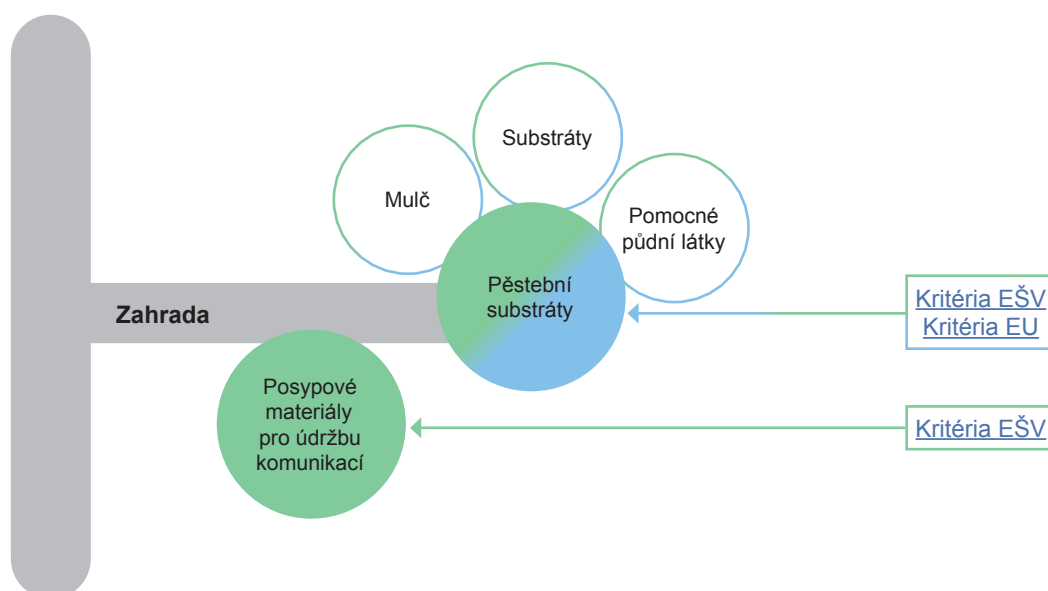 Substráty
Mulč
Pomocné
půdní látky
Pěstební
substráty
Kritéria EŠV
Kritéria EU
Zahrada
Posypové
materiály
pro údržbu
komunikací
Kritéria EŠV